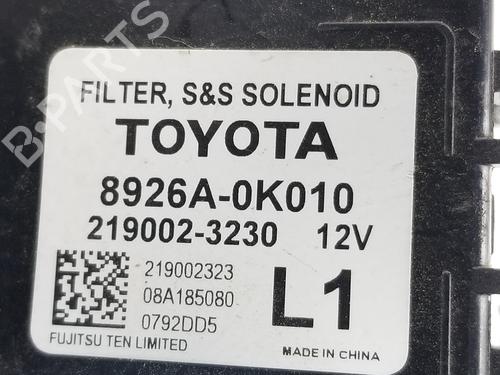 B-PARTS
FILTER, S&S SOLENOID
TOYOTA
8926A-0K010
219002-3230 12V
219002323
08A185080
0792DD5
L1
FUJITSU TEN LIMITED
MADE IN CHINA